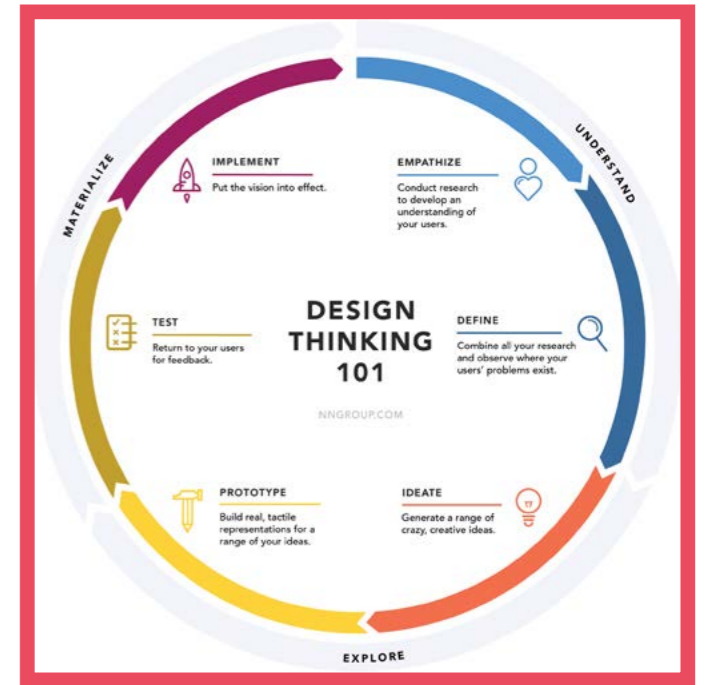 UNDERSTAND
MATERIALIZE
IMPLEMENT
Put the vision into effect.
EMPATHIZE
Conduct research
to develop an
understanding of
your users.
DESIGN
THINKING
101
NNGROUP.COM
TEST
Return to your users
for feedback.
DEFINE
Combine all your research
and observe where your
users' problems exist.
PROTOTYPE
Build real, tactile
representations for a
range of your ideas.
IDEATE
Generate a range of
crazy, creative ideas.
EXPLORE